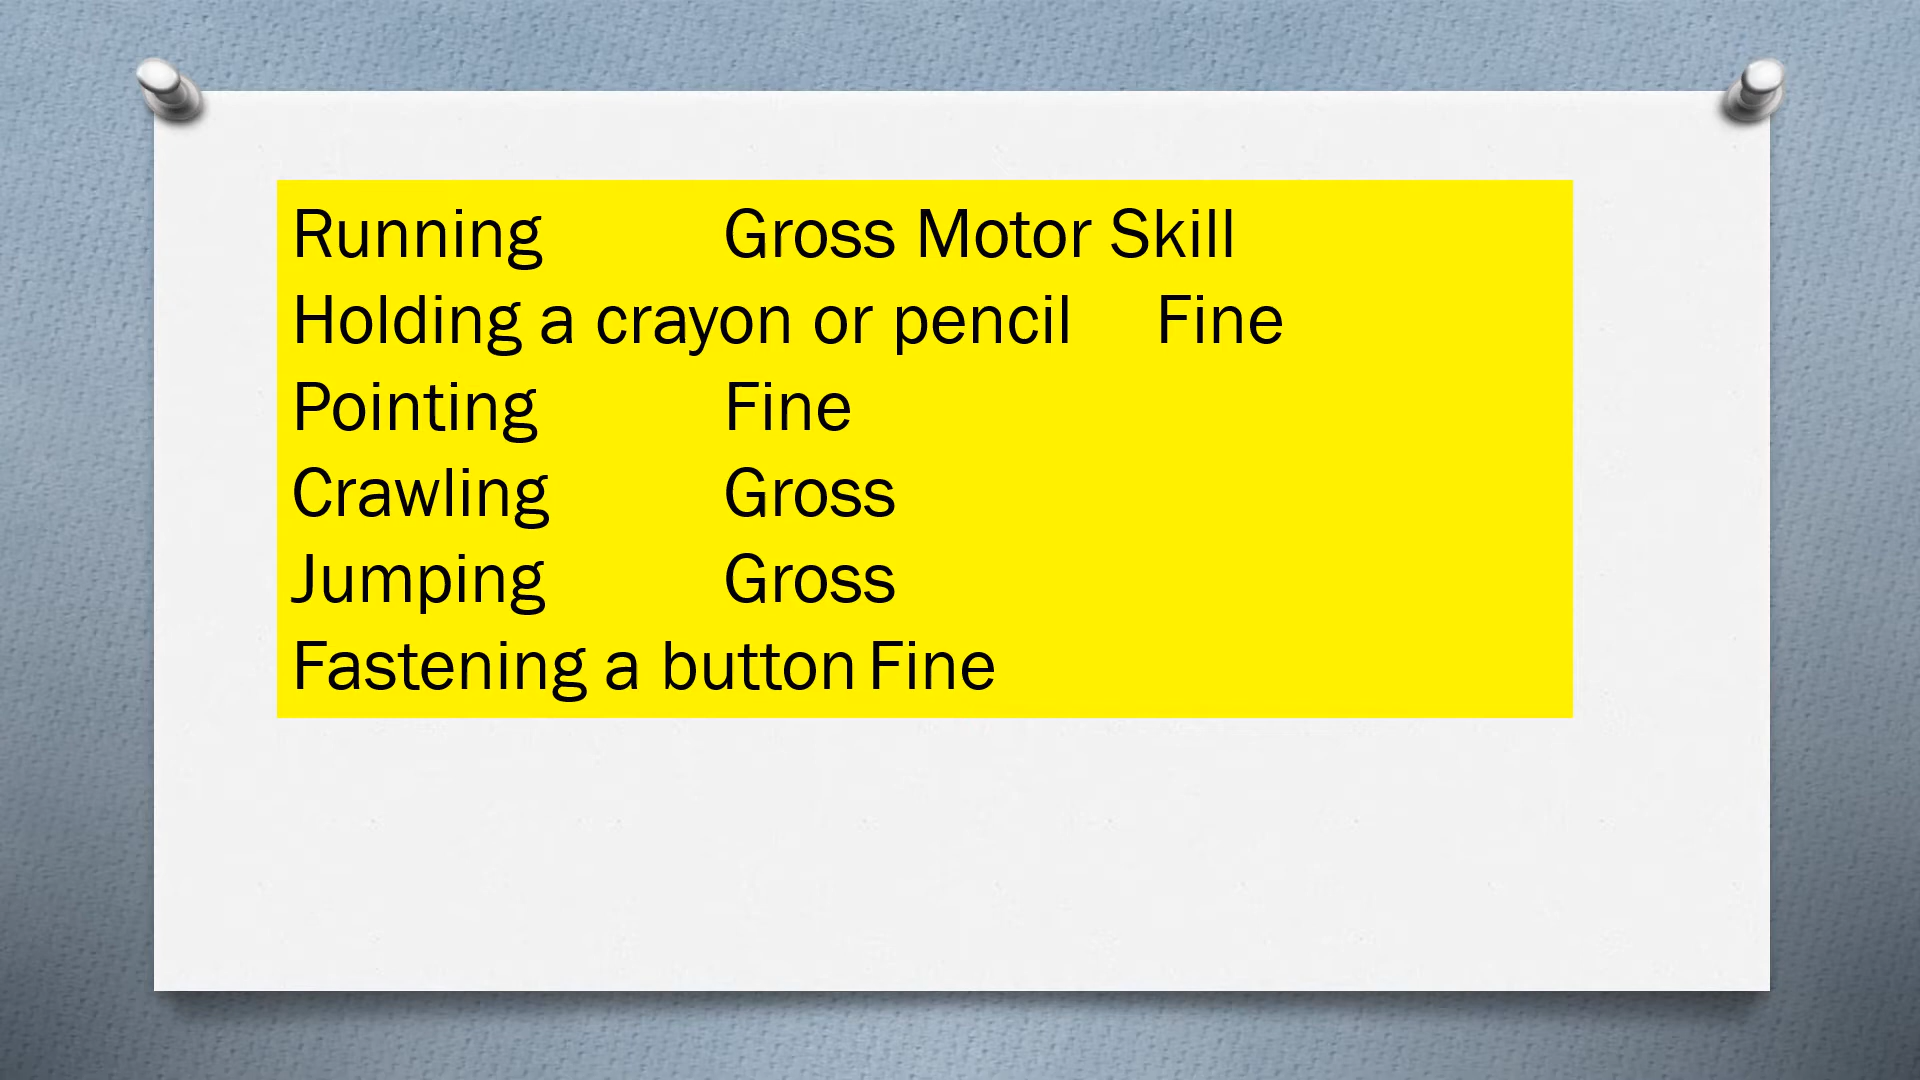 Running Gross Motor Skill
Holding a crayon or pencil Fine
Pointing Fine
Crawling Gross
Jumping Gross
Fastening a button Fine